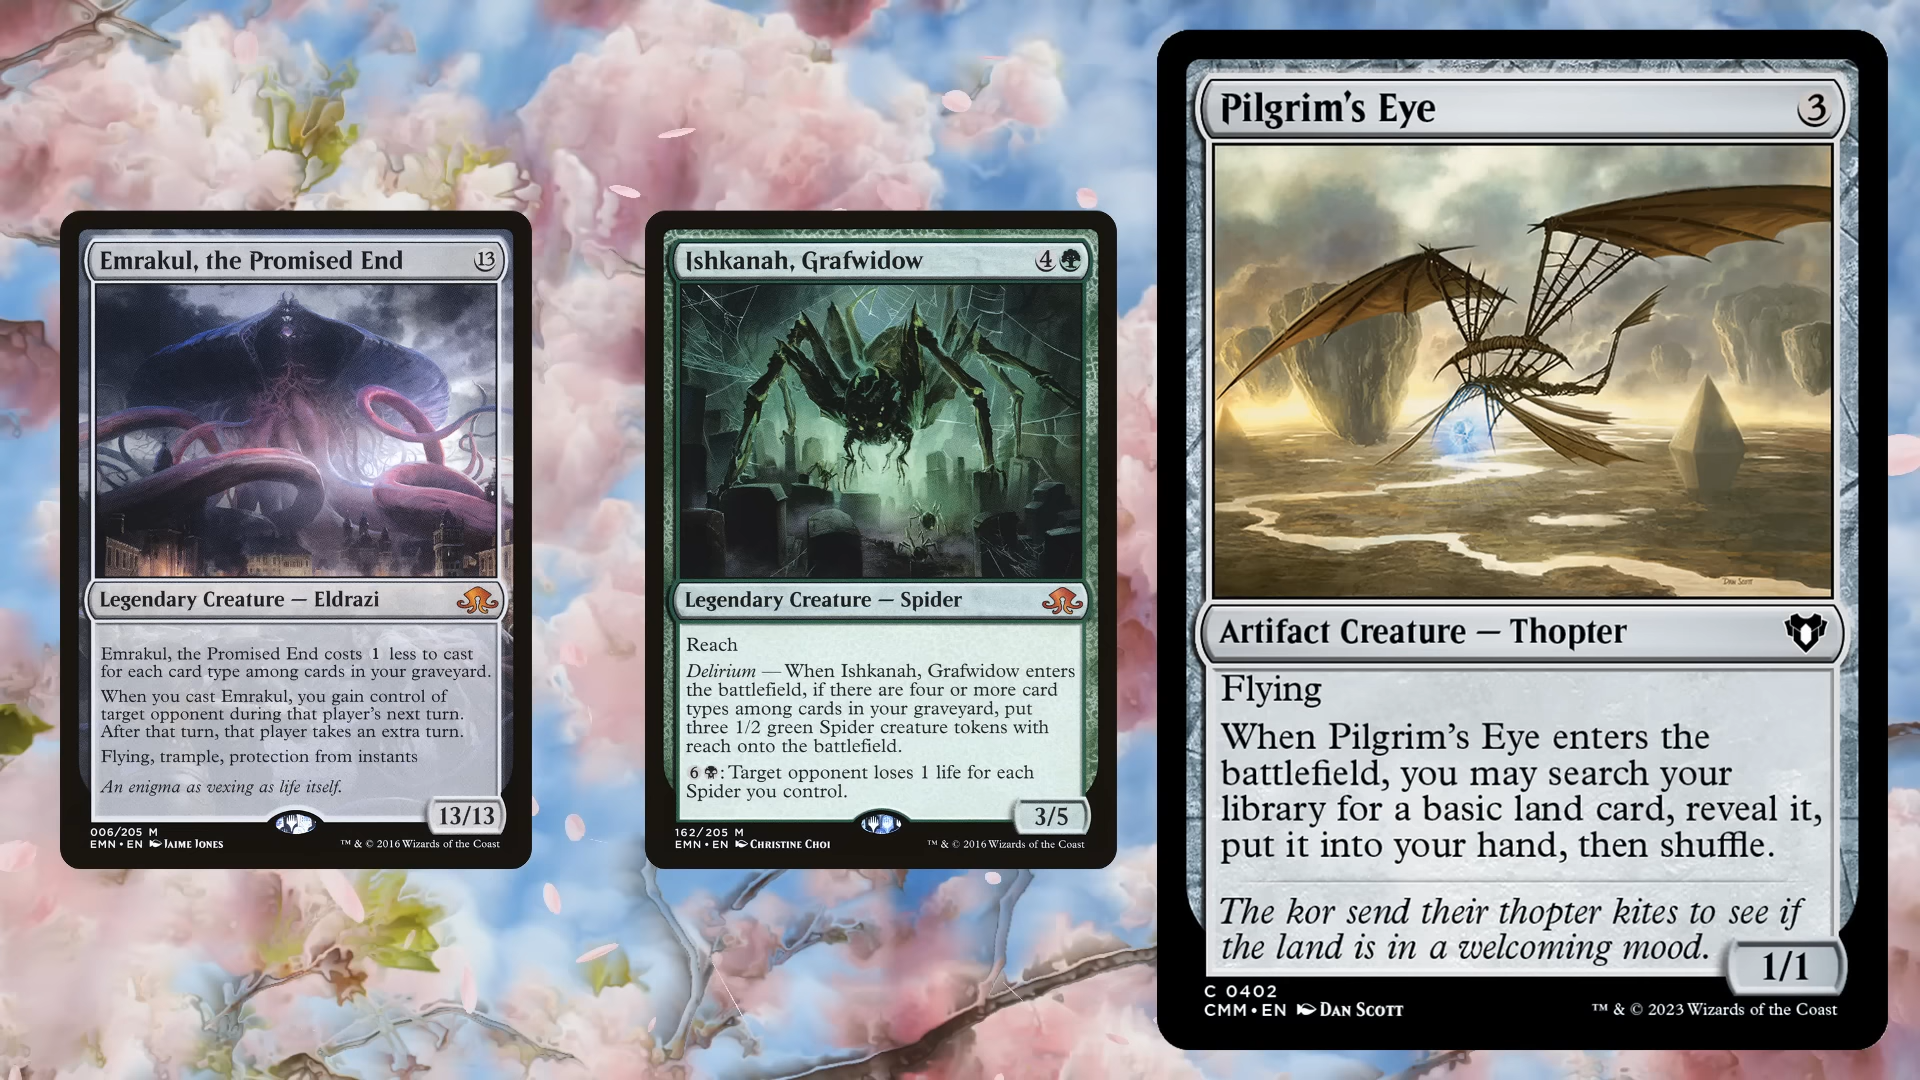 Emrakul, the Promised End 13
Legendary Creature — Eldrazi
Emrakul, the Promised End costs 1 less to cast
for each card type among cards in your graveyard.
When you cast Emrakul, you gain control of
target opponent during that player's next turn.
After that turn, that player takes an extra turn.
Flying, trample, protection from instants
An enigma as vexing as life itself.
13/13
006/205 M
EMN • EN Jaime Jones
™ & © 2016 Wizards of the Coast
Ishkanah, Grafwidow 4
Legendary Creature — Spider
Reach
Delirium — When Ishkanah, Grafwidow enters
the battlefield, if there are four or more card
types among cards in your graveyard, put
three 1/2 green Spider creature tokens with
reach onto the battlefield.
6 : Target opponent loses 1 life for each
Spider you control.
3/5
162/205 M
EMN • EN Christine Choi
™ & © 2016 Wizards of the Coast
Pilgrim's Eye 3
Dan Scott
Artifact Creature — Thopter
Flying
When Pilgrim's Eye enters the
battlefield, you may search your
library for a basic land card, reveal it,
put it into your hand, then shuffle.
The kor send their thopter kites to see if
the land is in a welcoming mood.
1/1
C 0402
CMM • EN Dan Scott
™ & © 2023 Wizards of the Coast